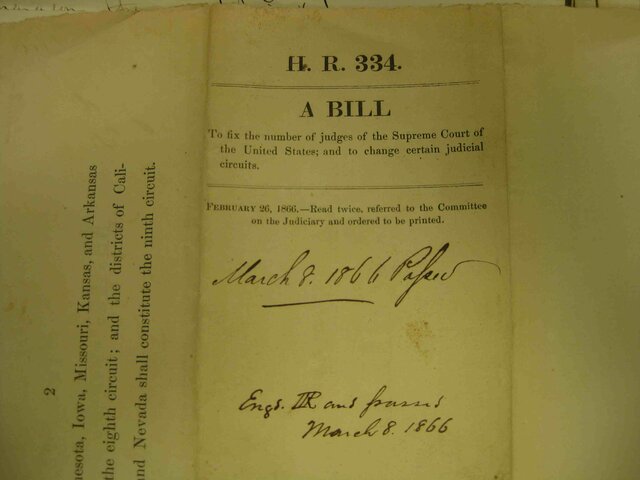 H. R. 334.
A BILL
To fix the number of judges of the Supreme Court of
the United States; and to change certain judicial
circuits.
FEBRUARY 26, 1866.—Read twice, referred to the Committee
on the Judiciary and ordered to be printed.
March 8. 1866 Passed
Engd. and passed
March 8. 1866
2
nesota, Iowa, Missouri, Kansas, and Arkansas
the eighth circuit; and the districts of Cali-
nd Nevada shall constitute the ninth circuit.